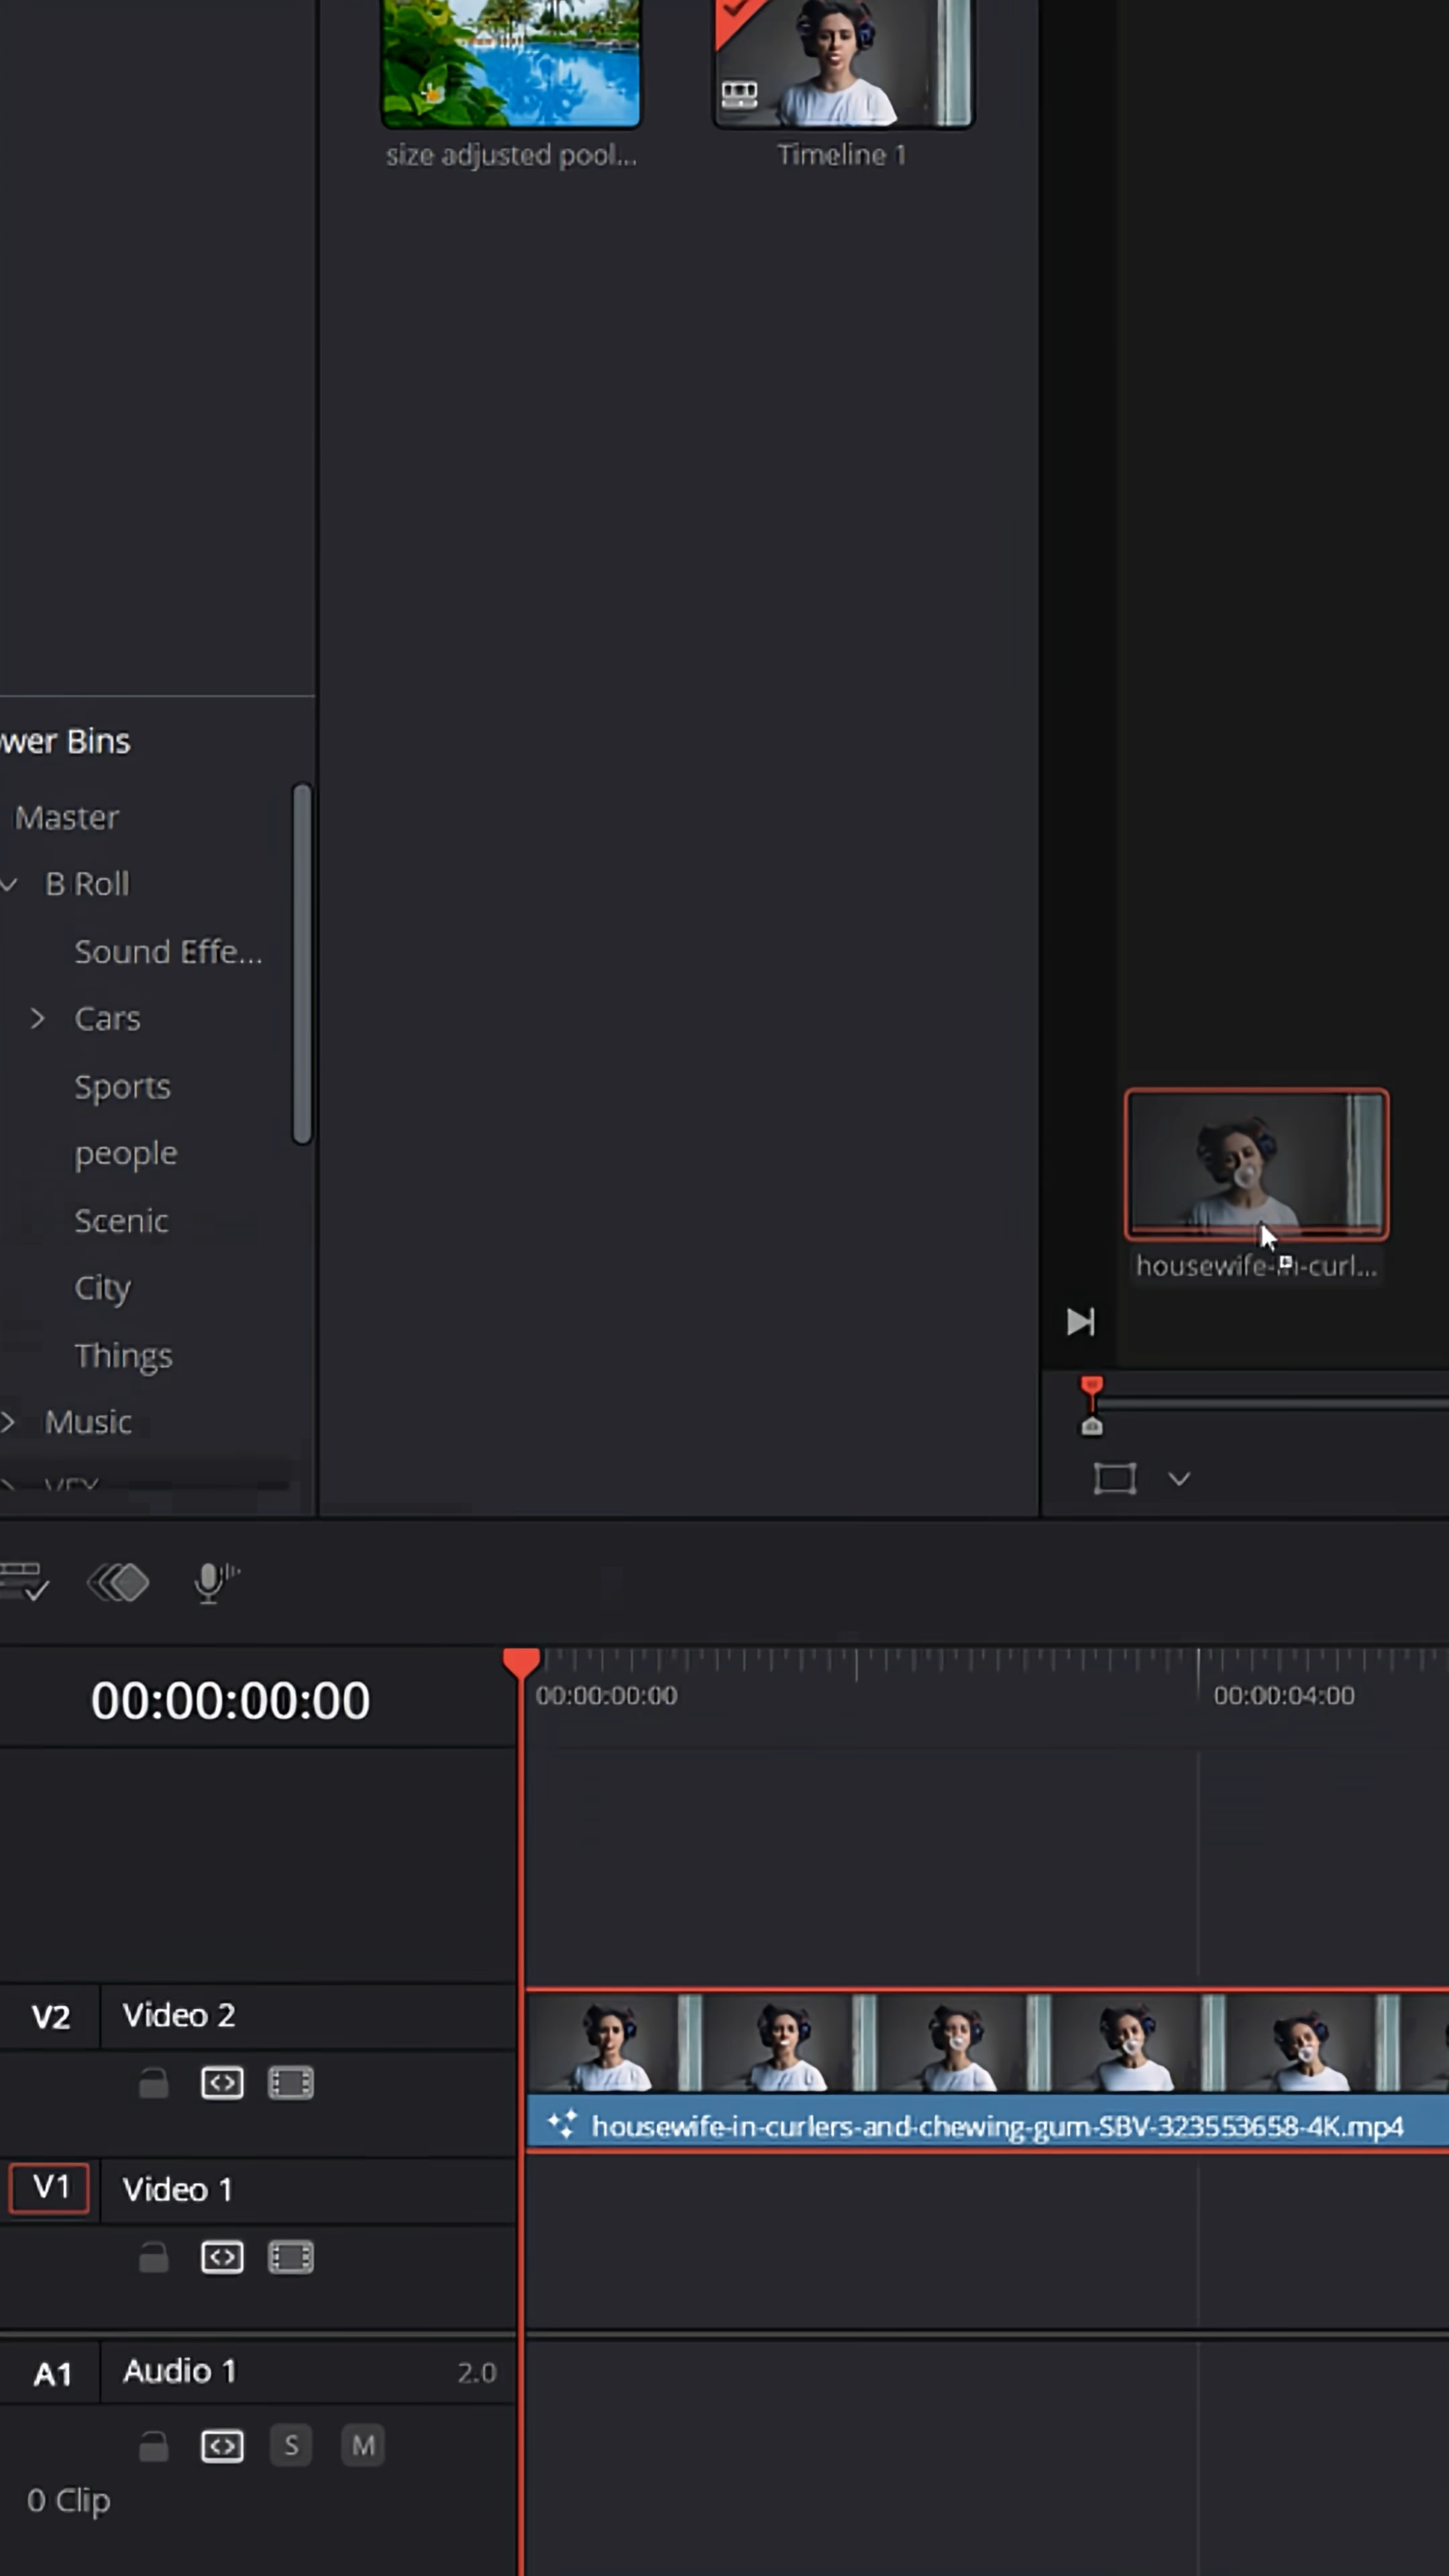 size adjusted pool...
Timeline 1
ower Bins
Master
B Roll
Sound Effe...
Cars
Sports
people
Scenic
City
Things
Music
VFX
housewife-in-curl...
00:00:00:00
00:00:00:00
00:00:04:00
V2 Video 2
housewife-in-curlers-and-chewing-gum-SBV-323553658-4K.mp4
V1 Video 1
A1 Audio 1 2.0
S M
0 Clip